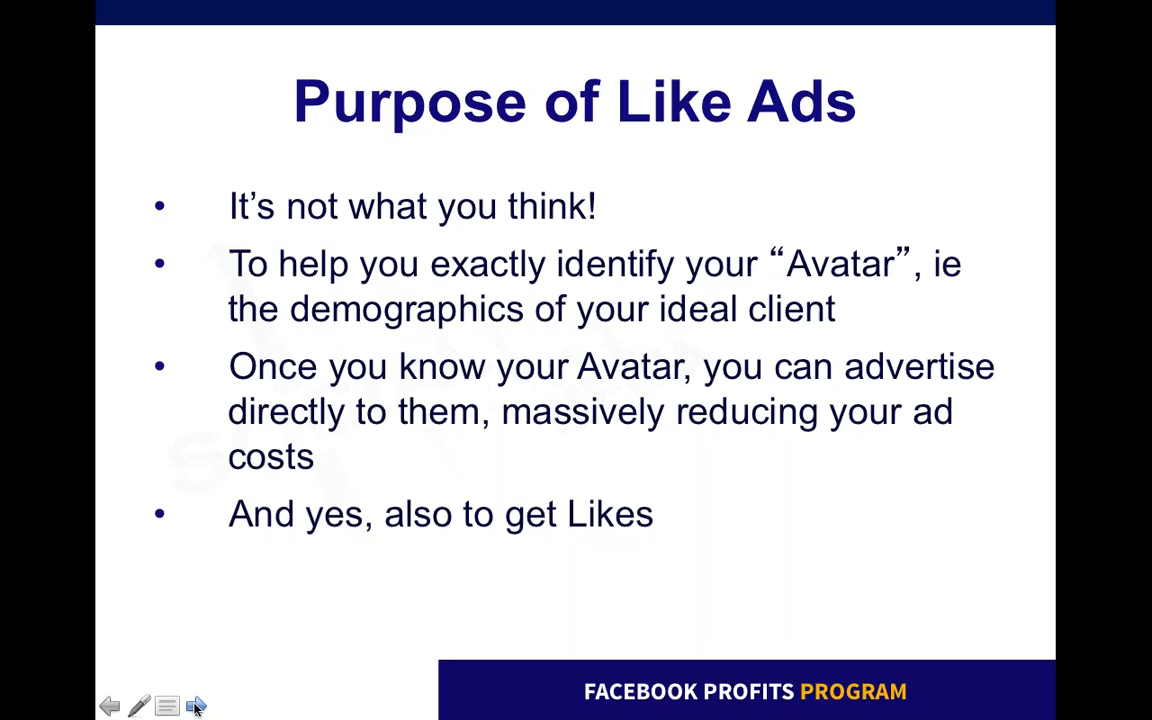 Purpose of Like Ads
• It’s not what you think!
• To help you exactly identify your “Avatar”, ie
the demographics of your ideal client
• Once you know your Avatar, you can advertise
directly to them, massively reducing your ad
costs
• And yes, also to get Likes
FACEBOOK PROFITS PROGRAM